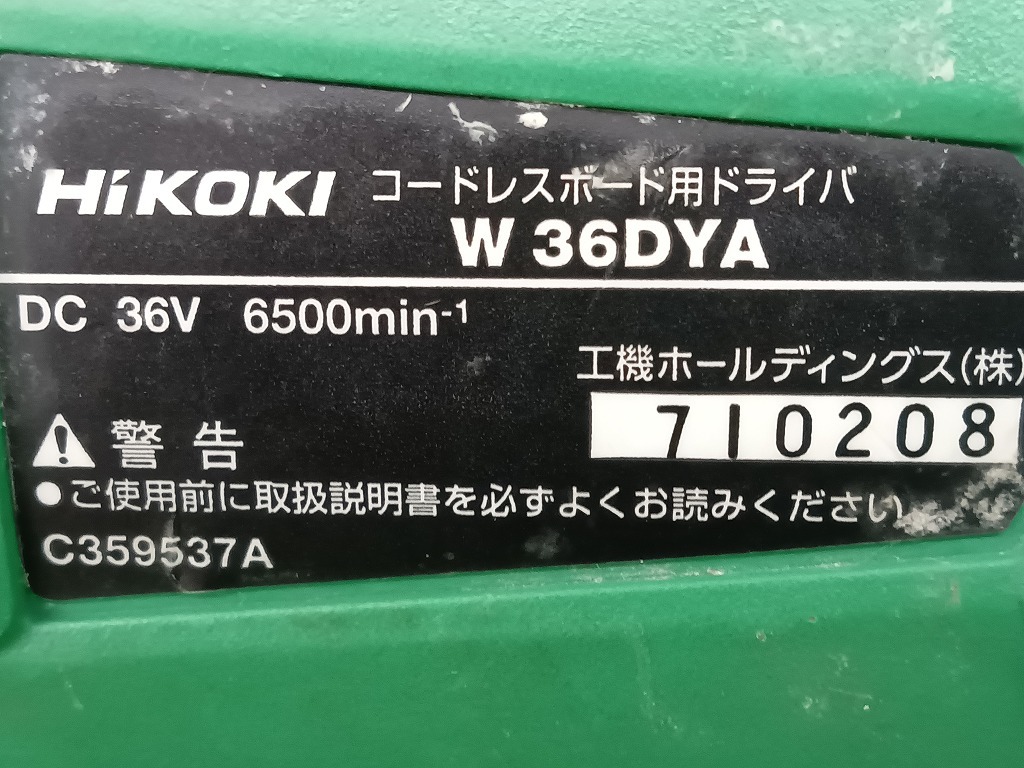 HiKOKI コードレスボード用ドライバ
W 36DYA
DC 36V 6500min-1
工機ホールディングス(株)
710208
警告
●ご使用前に取扱説明書を必ずよくお読みください。
C359537A